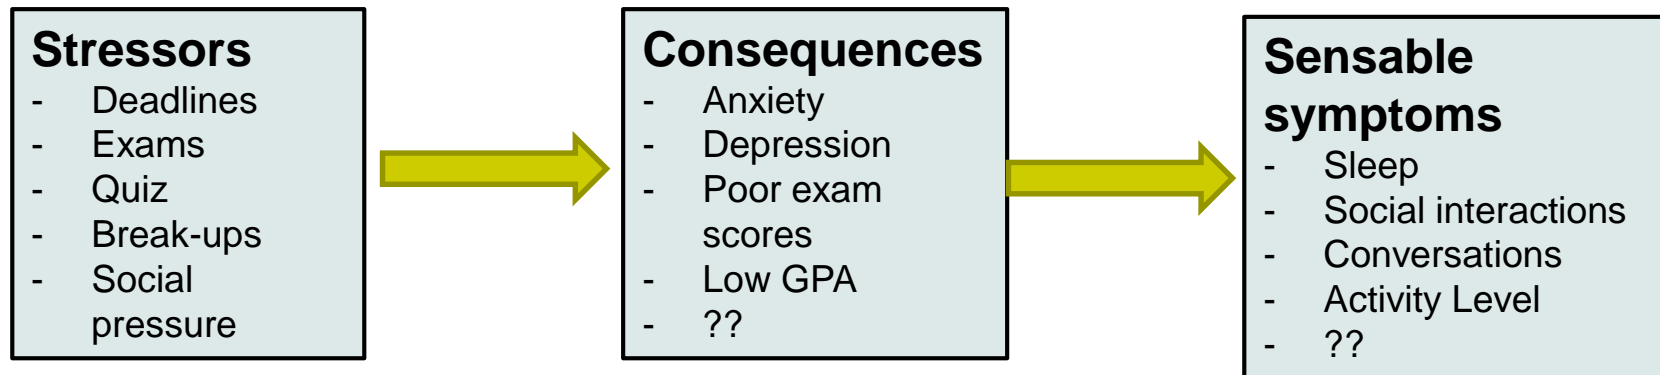 Stressors
- Deadlines
- Exams
- Quiz
- Break-ups
- Social
pressure
Consequences
- Anxiety
- Depression
- Poor exam
scores
- Low GPA
- ??
Sensable
symptoms
- Sleep
- Social interactions
- Conversations
- Activity Level
- ??